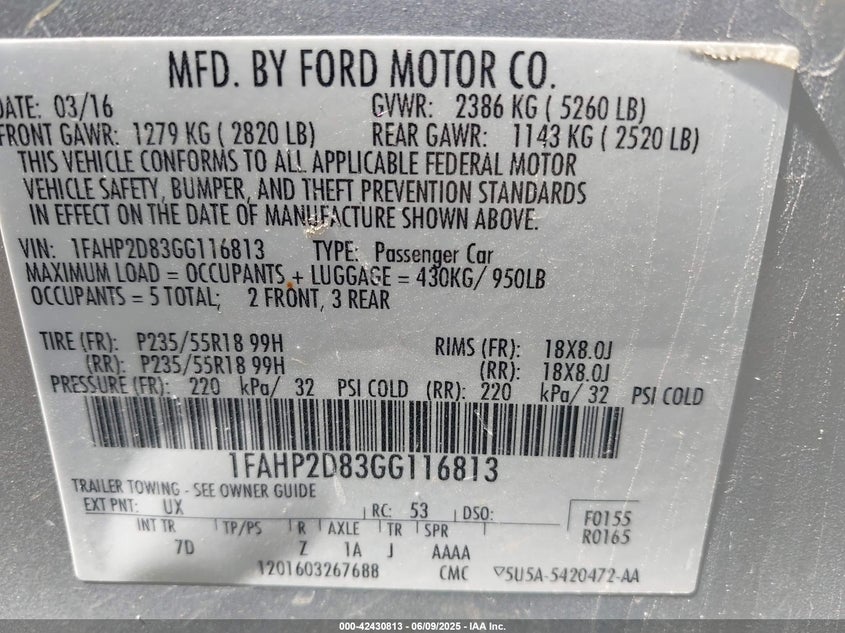 MFD. BY FORD MOTOR CO.
DATE: 03/16 GVWR: 2386 KG ( 5260 LB)
FRONT GAWR: 1279 KG ( 2820 LB) REAR GAWR: 1143 KG ( 2520 LB)
THIS VEHICLE CONFORMS TO ALL APPLICABLE FEDERAL MOTOR
VEHICLE SAFETY, BUMPER, AND THEFT PREVENTION STANDARDS
IN EFFECT ON THE DATE OF MANUFACTURE SHOWN ABOVE.
VIN: 1FAHP2D83GG116813 TYPE: Passenger Car
MAXIMUM LOAD = OCCUPANTS + LUGGAGE = 430KG/ 950LB
OCCUPANTS = 5 TOTAL; 2 FRONT, 3 REAR
TIRE (FR): P235/55R18 99H RIMS (FR): 18X8.0J
(RR): P235/55R18 99H (RR): 18X8.0J
PRESSURE (FR): 220 kPa/ 32 PSI COLD (RR): 220 kPa/ 32 PSI COLD
1FAHP2D83GG116813
TRAILER TOWING - SEE OWNER GUIDE
EXT PNT: UX RC: 53 DSO: F0155
INT TR TP/PS R AXLE TR SPR R0165
7D Z 1A J AAAA
1201603267688 CMC ▽5U5A-5420472-AA
000-42430813 - 06/09/2025 - IAA Inc.